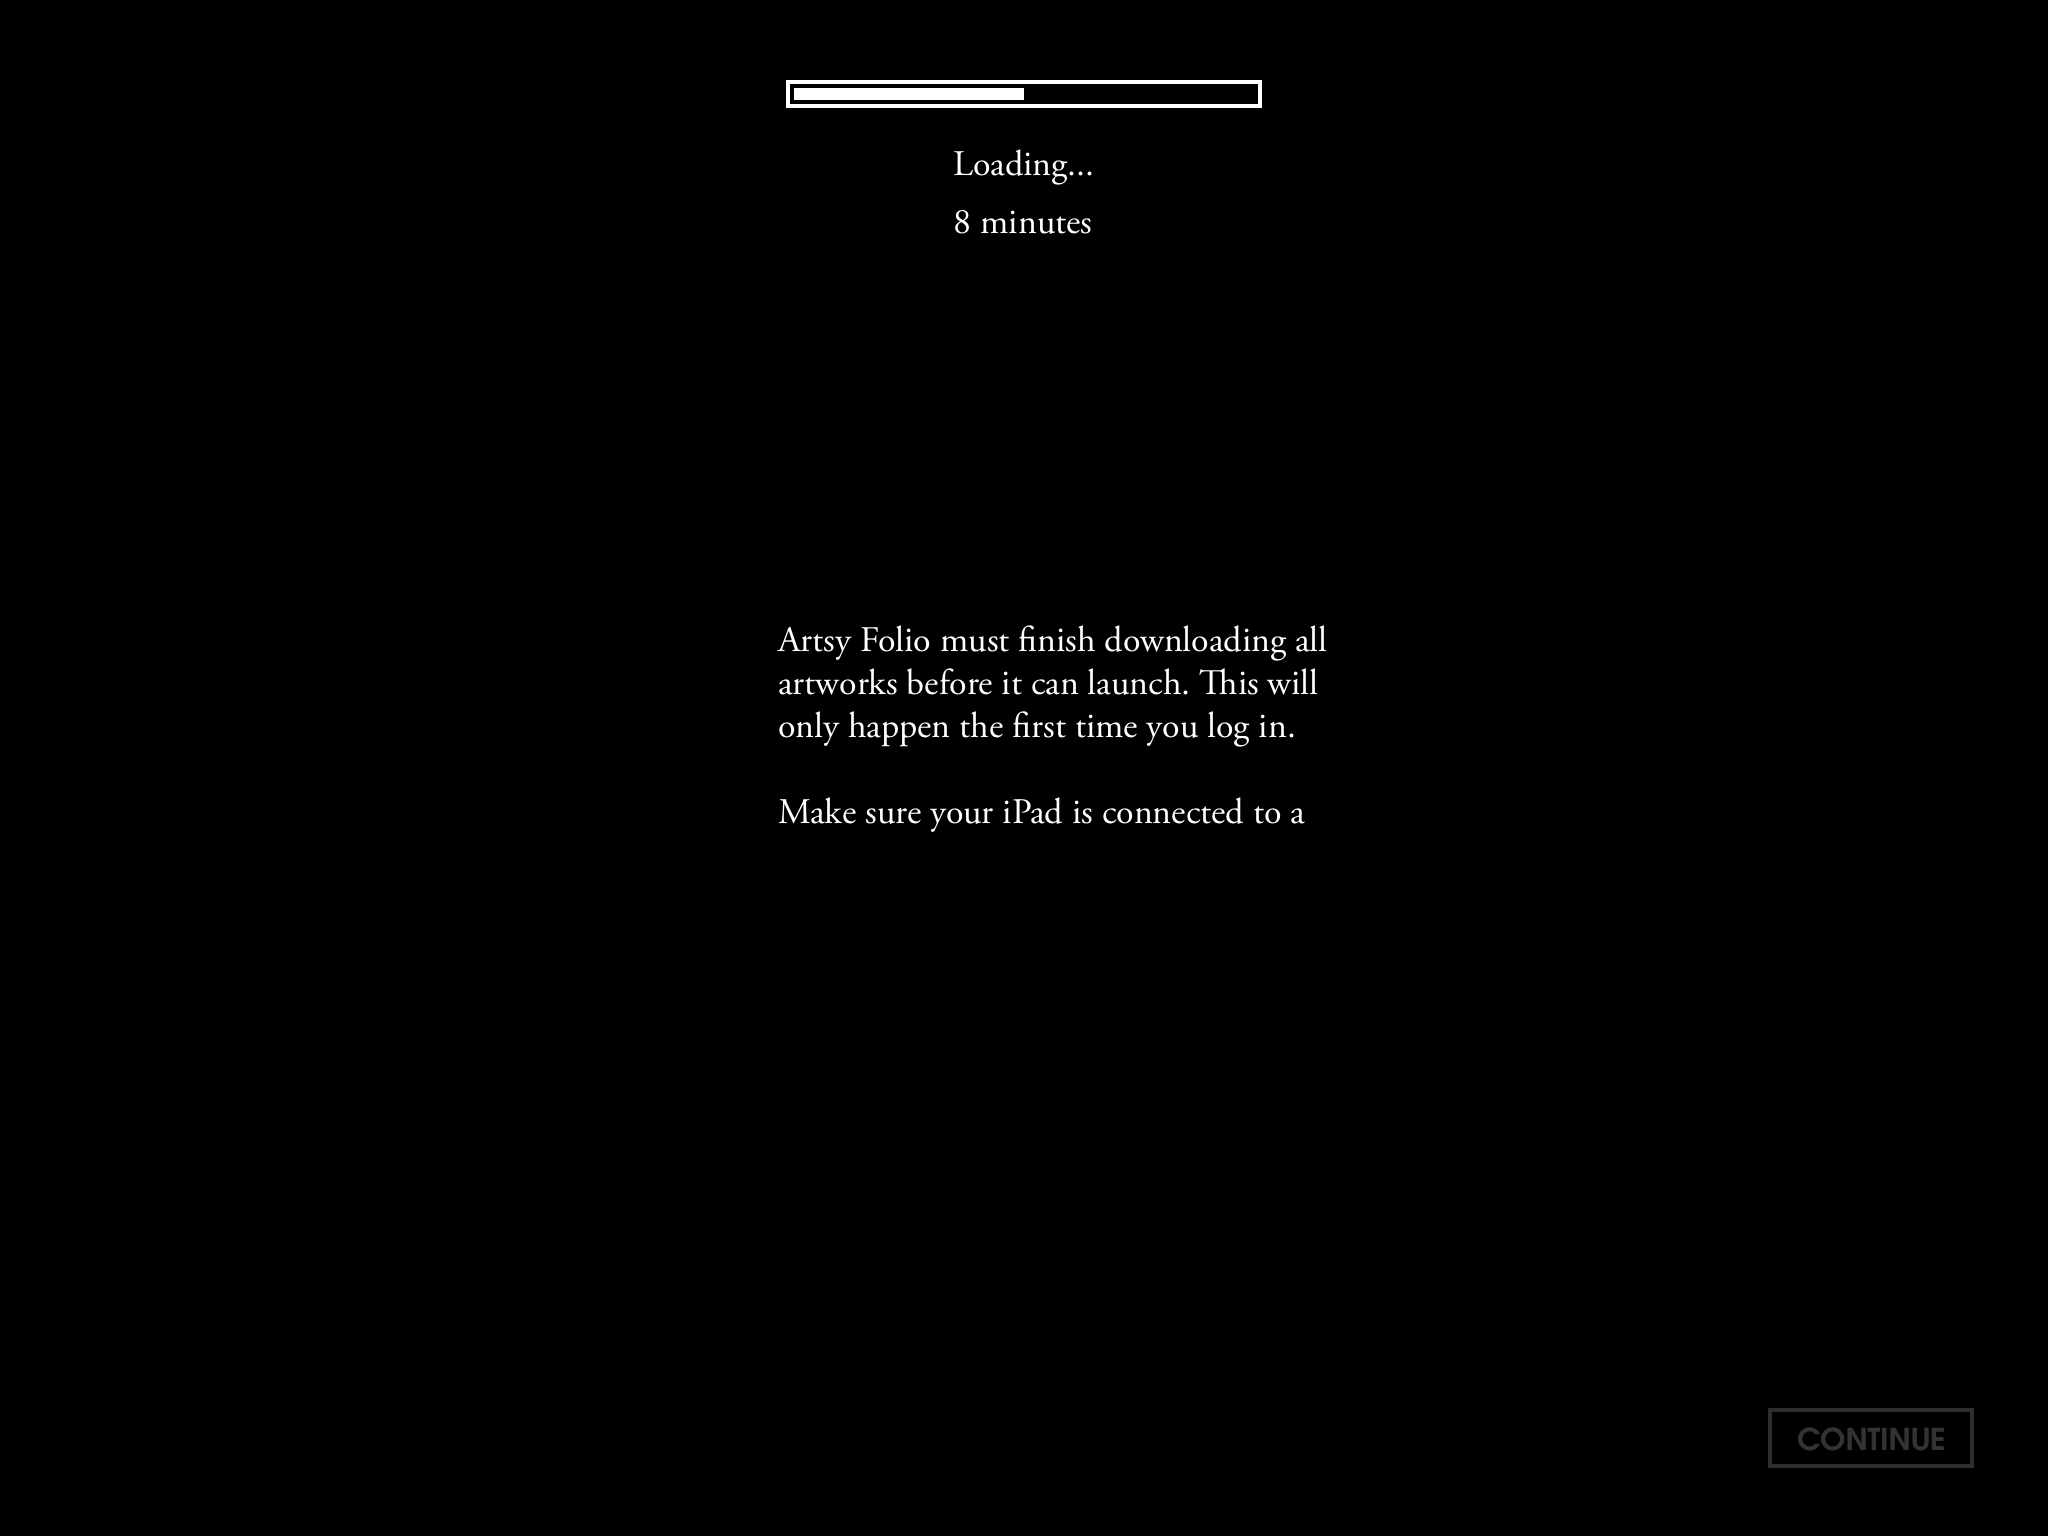 Loading...
8 minutes
Artsy Folio must finish downloading all
artworks before it can launch. This will
only happen the first time you log in.
Make sure your iPad is connected to a
CONTINUE